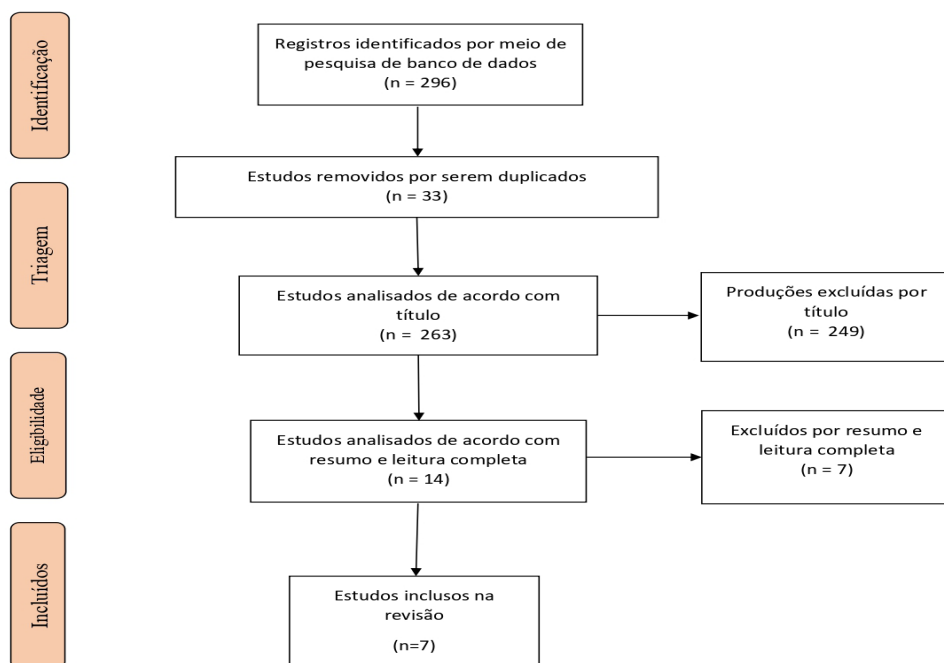 Identificação
Registros identificados por meio de
pesquisa de banco de dados
(n = 296)
Estudos removidos por serem duplicados
(n = 33)
Triagem
Estudos analisados de acordo com
título
(n = 263)
Produções excluídas por
título
(n = 249)
Eligibilidade
Estudos analisados de acordo com
resumo e leitura completa
(n = 14)
Excluídos por resumo e
leitura completa
(n = 7)
Incluídos
Estudos inclusos na
revisão
(n=7)